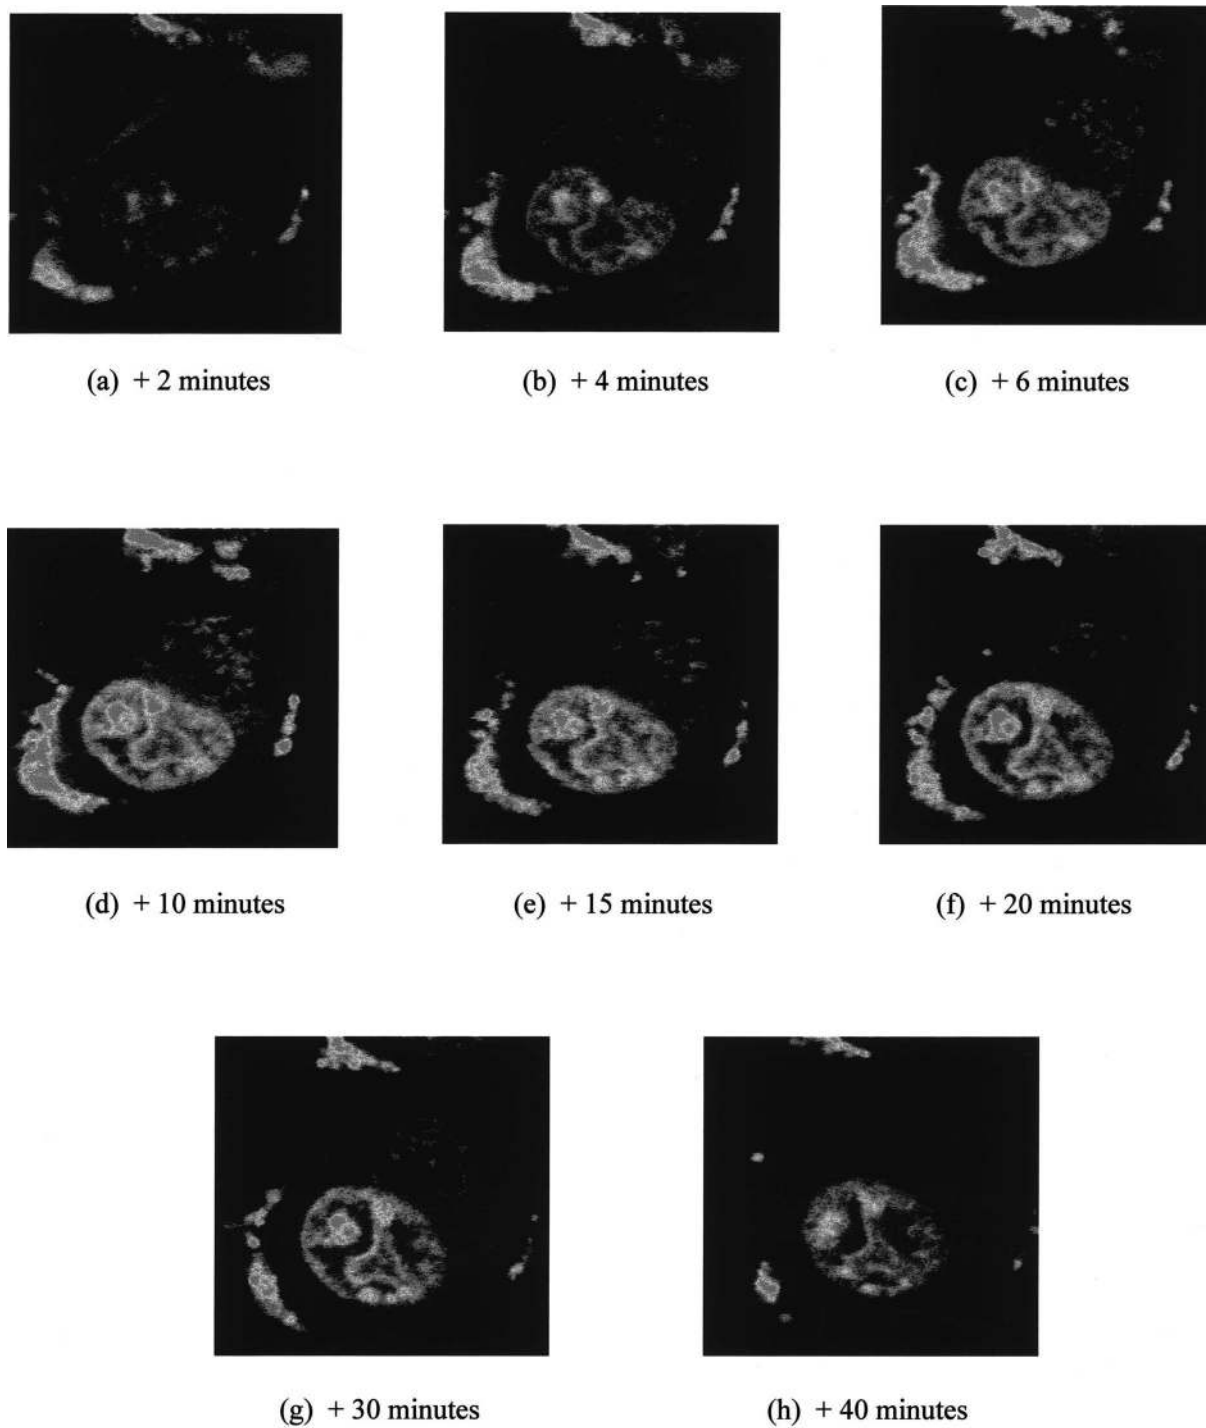 (a) + 2 minutes
(b) + 4 minutes
(c) + 6 minutes
(d) + 10 minutes
(e) + 15 minutes
(f) + 20 minutes
(g) + 30 minutes
(h) + 40 minutes